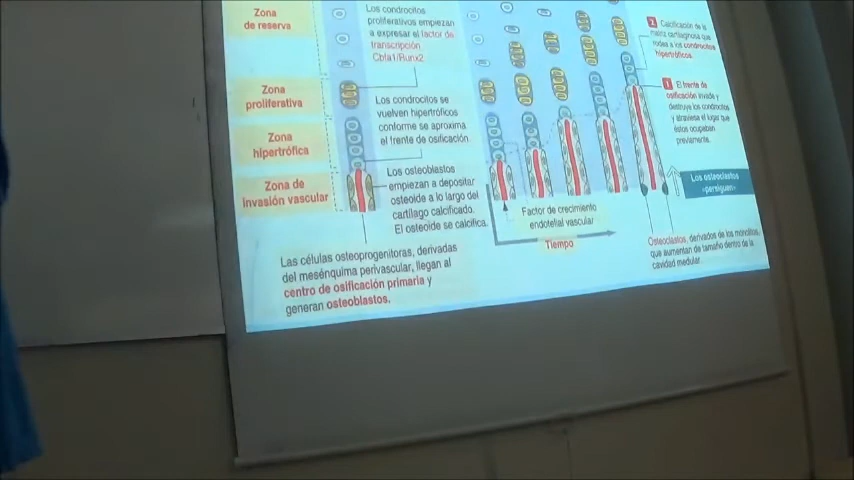 Zona
de reserva
Los condrocitos
proliferativos empiezan
a expresar el factor de
transcripción
Cbfa1/Runx2
Zona
proliferativa
Los condrocitos se
vuelven hipertróficos
conforme se aproxima
el frente de osificación.
Zona
hipertrófica
Zona de
invasión vascular
Los osteoblastos
empiezan a depositar
osteoide a lo largo del
cartílago calcificado.
El osteoide se calcifica.
Las células osteoprogenitoras, derivadas
del mesénquima perivascular, llegan al
centro de osificación primaria y
generan osteoblastos.
2 Calcificación de la
matriz cartilaginosa que
rodea a los condrocitos
hipertróficos.
1 El frente de
osificación invade y
destruye los condrocitos
y atraviesa el lugar que
éstos ocupaban
previamente.
Los osteoclastos
«persiguen»
Factor de crecimiento
endotelial vascular
Tiempo
Osteoclastos, derivados de los monocitos,
que aumentan de tamaño dentro de la
cavidad medular.